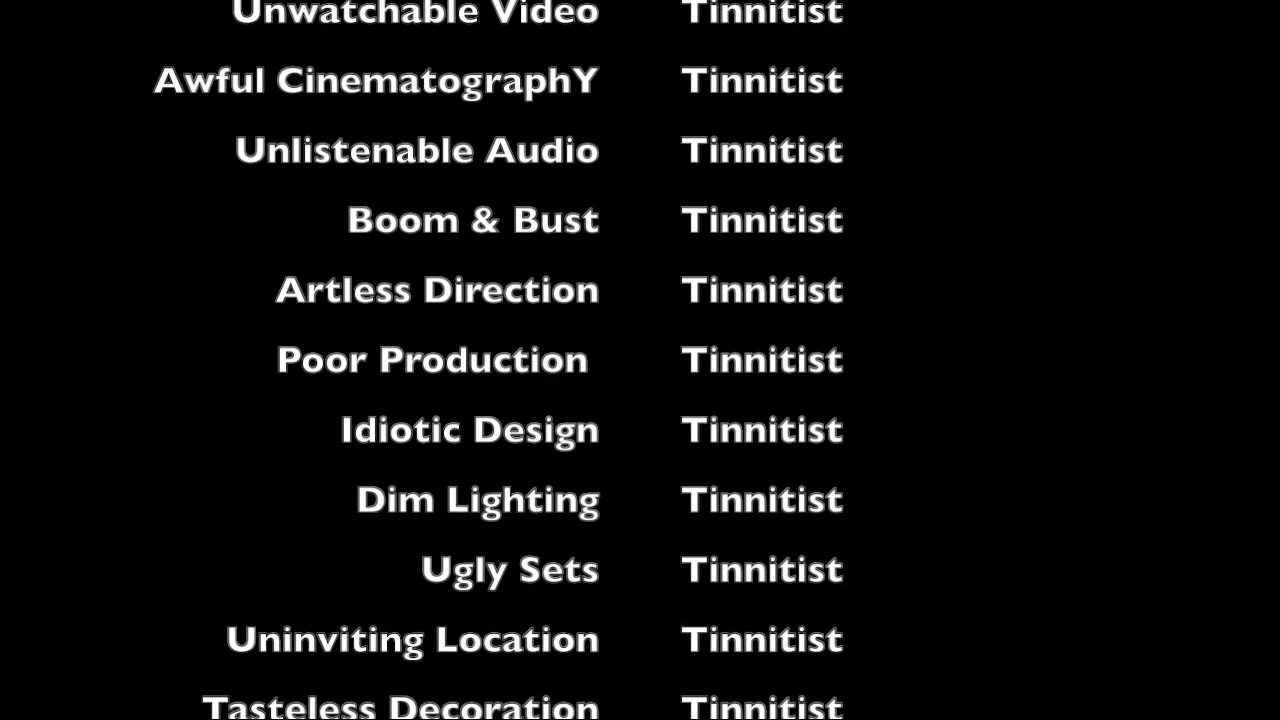 Unwatchable Video Tinnitist
Awful CinematographY Tinnitist
Unlistenable Audio Tinnitist
Boom & Bust Tinnitist
Artless Direction Tinnitist
Poor Production Tinnitist
Idiotic Design Tinnitist
Dim Lighting Tinnitist
Ugly Sets Tinnitist
Uninviting Location Tinnitist
Tasteless Decoration Tinnitist